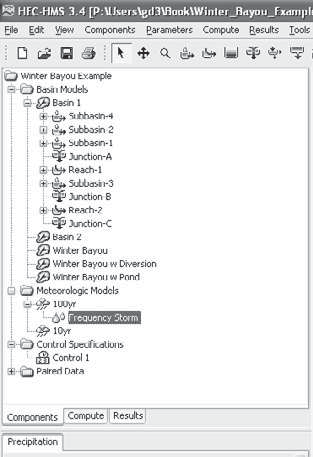 HEC-HMS 3.4 [P:\Users\gd3\Book\Winter_Bayou_Example
File Edit View Components Parameters Compute Results Tools
Winter Bayou Example
Basin Models
Basin 1
Subbasin-4
Subbasin-2
Subbasin-1
Junction-A
Reach-1
Subbasin-3
Junction-B
Reach-2
Junction-C
Basin 2
Winter Bayou
Winter Bayou w Diversion
Winter Bayou w Pond
Meteorologic Models
100yr
Frequency Storm
10yr
Control Specifications
Control 1
Paired Data
Components Compute Results
Precipitation